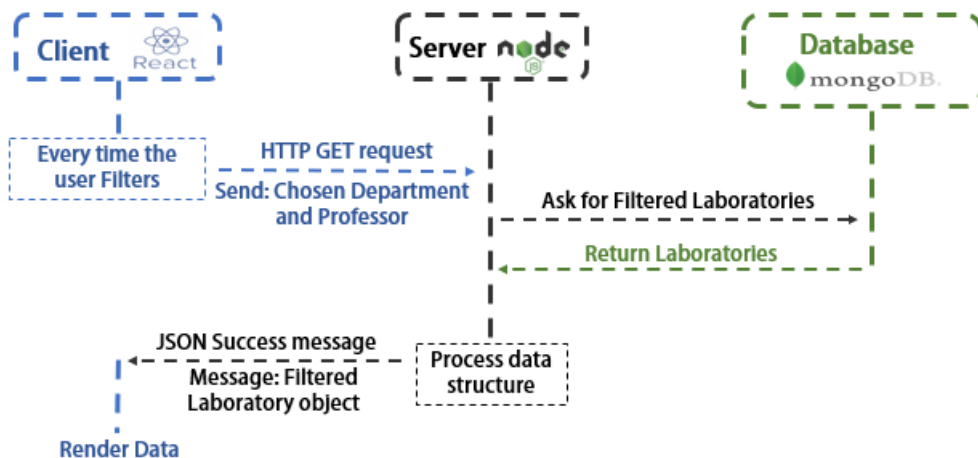 Client
React
Server node
JS
Database
mongoDB.
Every time the
user Filters
HTTP GET request
Send: Chosen Department
and Professor
Ask for Filtered Laboratories
Return Laboratories
JSON Success message
Message: Filtered
Laboratory object
Process data
structure
Render Data